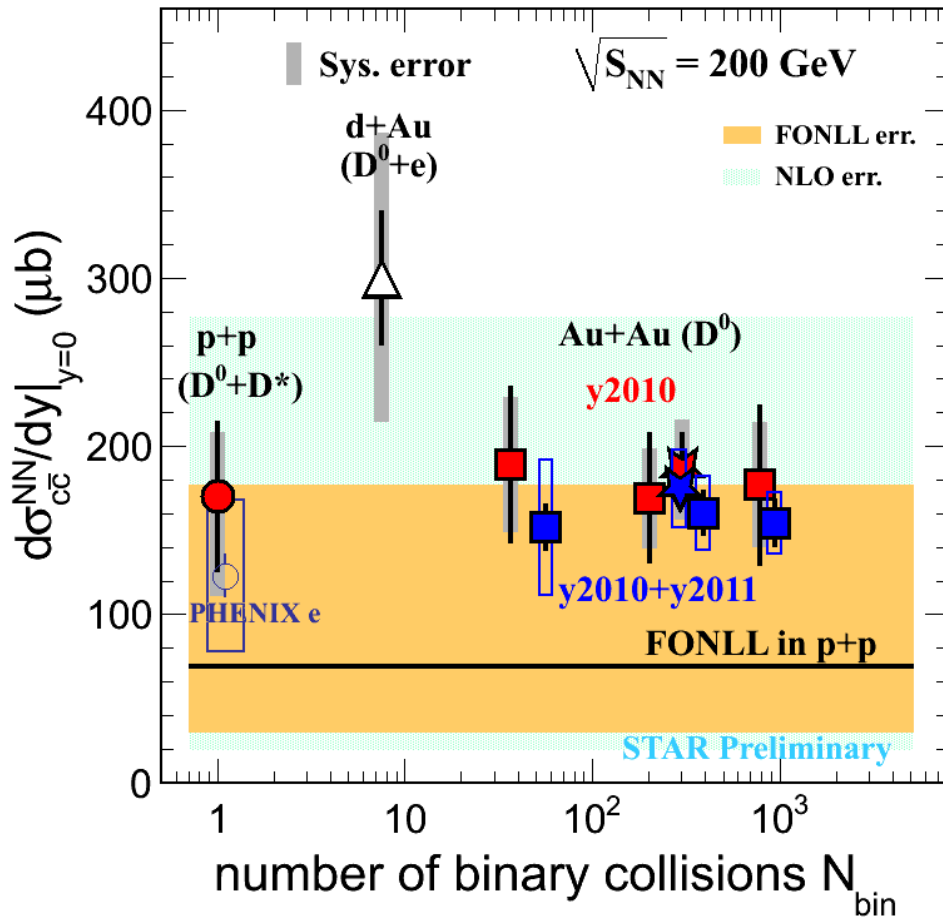 Sys. error
√S_NN = 200 GeV
d+Au
(D⁰+e)
FONLL err.
NLO err.
p+p
(D⁰+D*)
Au+Au (D⁰)
y2010
y2010+y2011
PHENIX e
FONLL in p+p
STAR Preliminary
dσ^NN_cc̅/dy|_y=0 (μb)
400
300
200
100
0
1
10
10²
10³
number of binary collisions N_bin